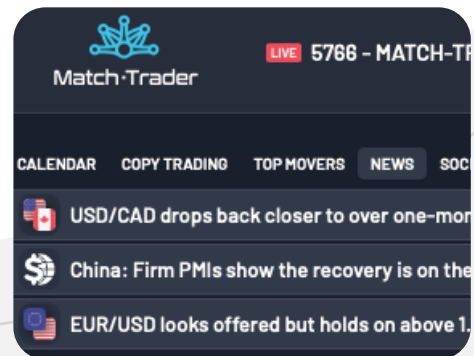 Match-Trader
LIVE 5766 - MATCH-TR
CALENDAR COPY TRADING TOP MOVERS NEWS SOCI
USD/CAD drops back closer to over one-mon
China: Firm PMIs show the recovery is on the
EUR/USD looks offered but holds on above 1.